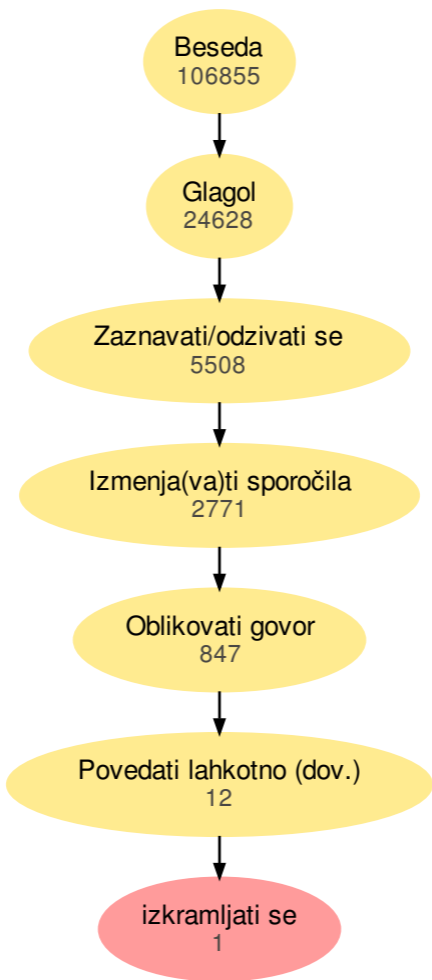 Beseda
106855
Glagol
24628
Zaznavati/odzivati se
5508
Izmenja(va)ti sporočila
2771
Oblikovati govor
847
Povedati lahkotno (dov.)
12
izkramljati se
1